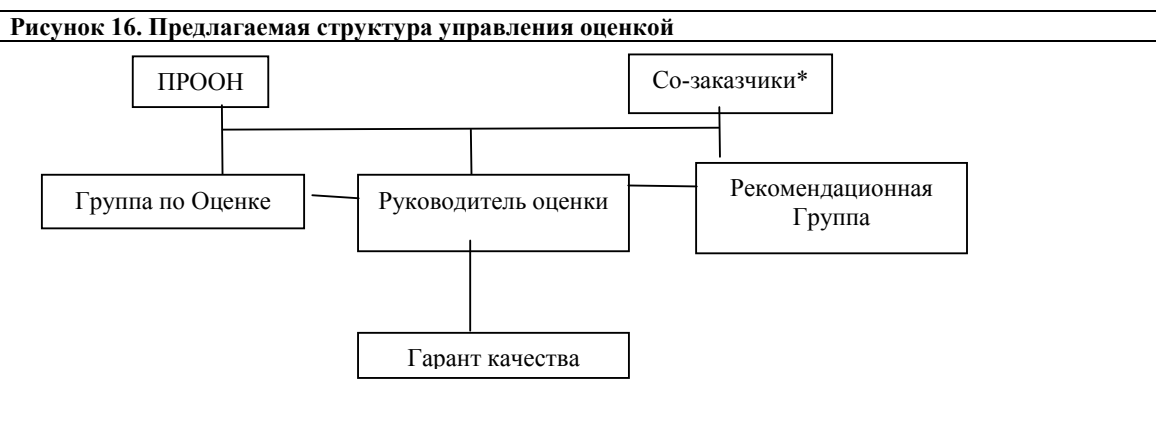 Рисунок 16. Предлагаемая структура управления оценкой
ПРООН
Со-заказчики*
Группа по Оценке
Руководитель оценки
Рекомендационная
Группа
Гарант качества